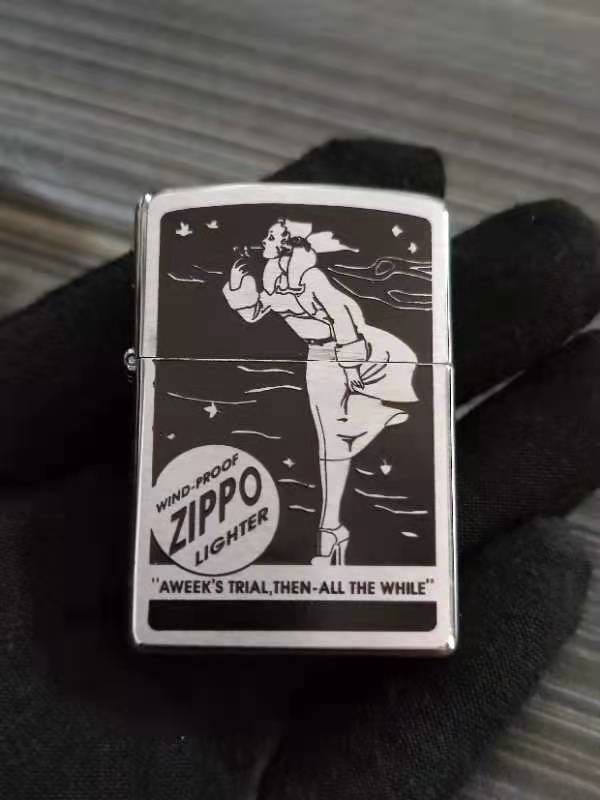 WIND-PROOF
ZIPPO
LIGHTER
"AWEEK'S TRIAL,THEN-ALL THE WHILE"